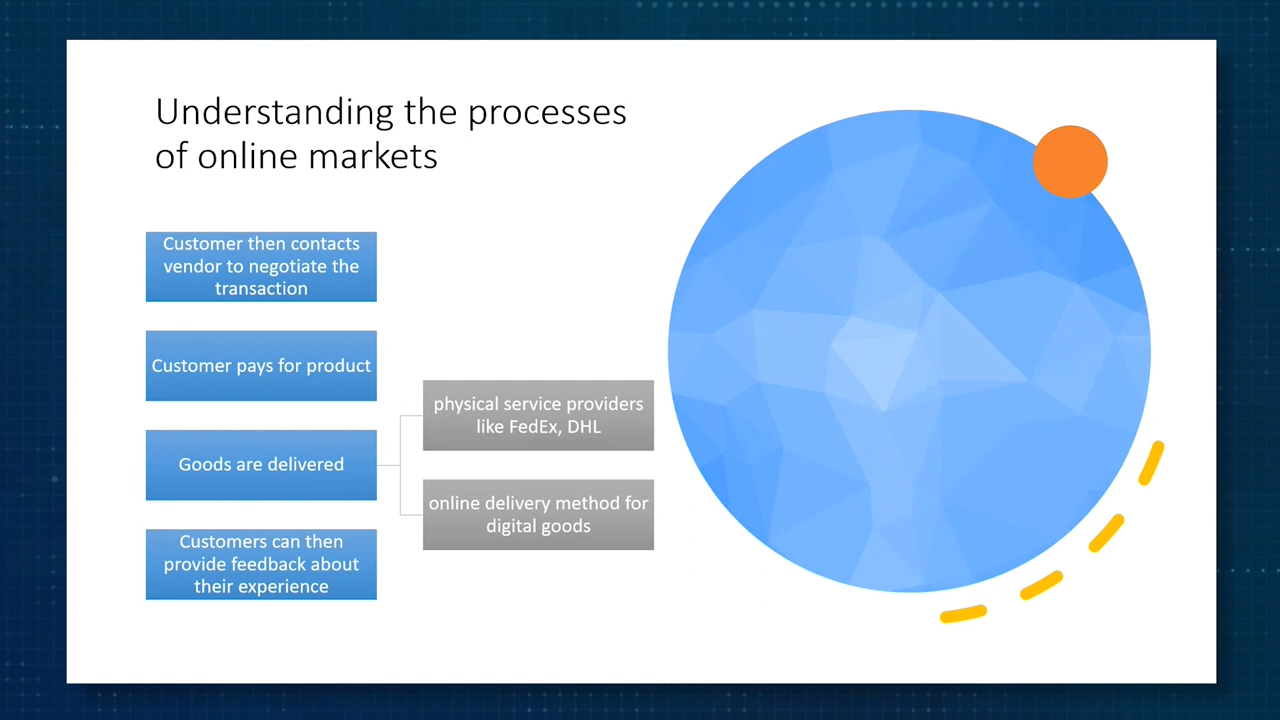 Understanding the processes
of online markets
Customer then contacts
vendor to negotiate the
transaction
Customer pays for product
Goods are delivered
physical service providers
like FedEx, DHL
online delivery method for
digital goods
Customers can then
provide feedback about
their experience